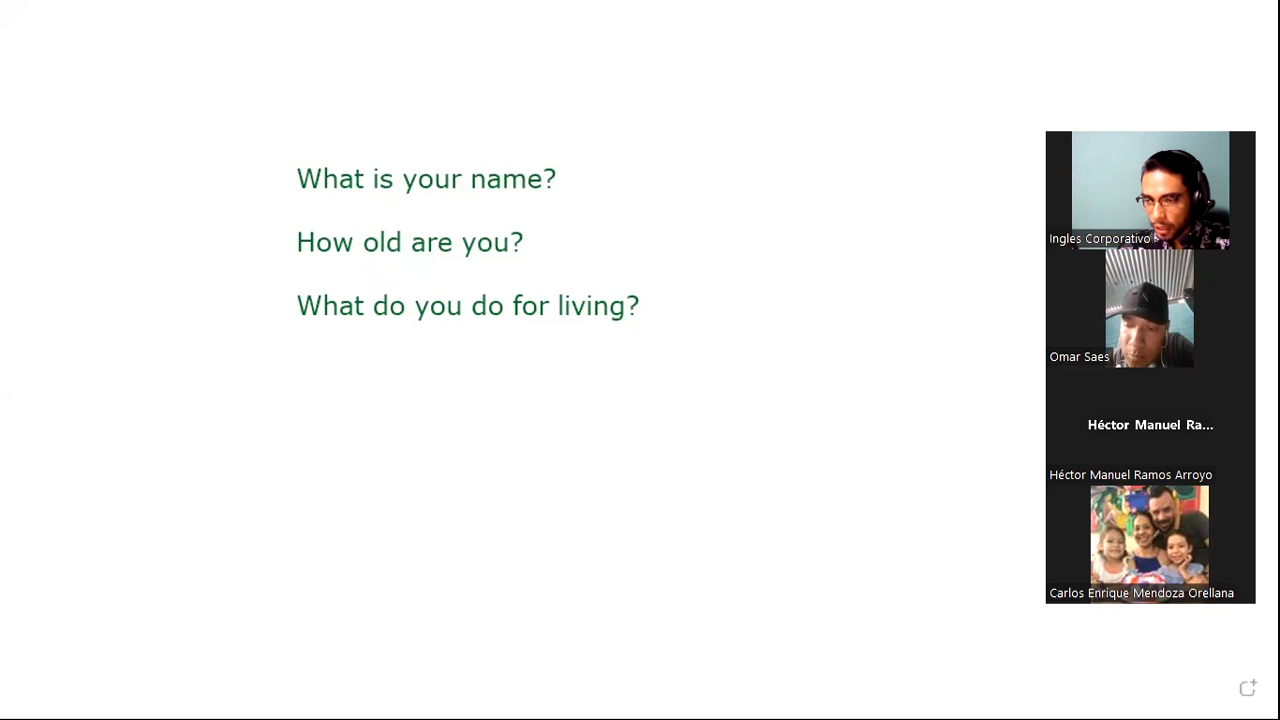 What is your name?
How old are you?
What do you do for living?
Ingles Corporativo
Omar Saes
Héctor Manuel Ra...
Héctor Manuel Ramos Arroyo
Carlos Enrique Mendoza Orellana